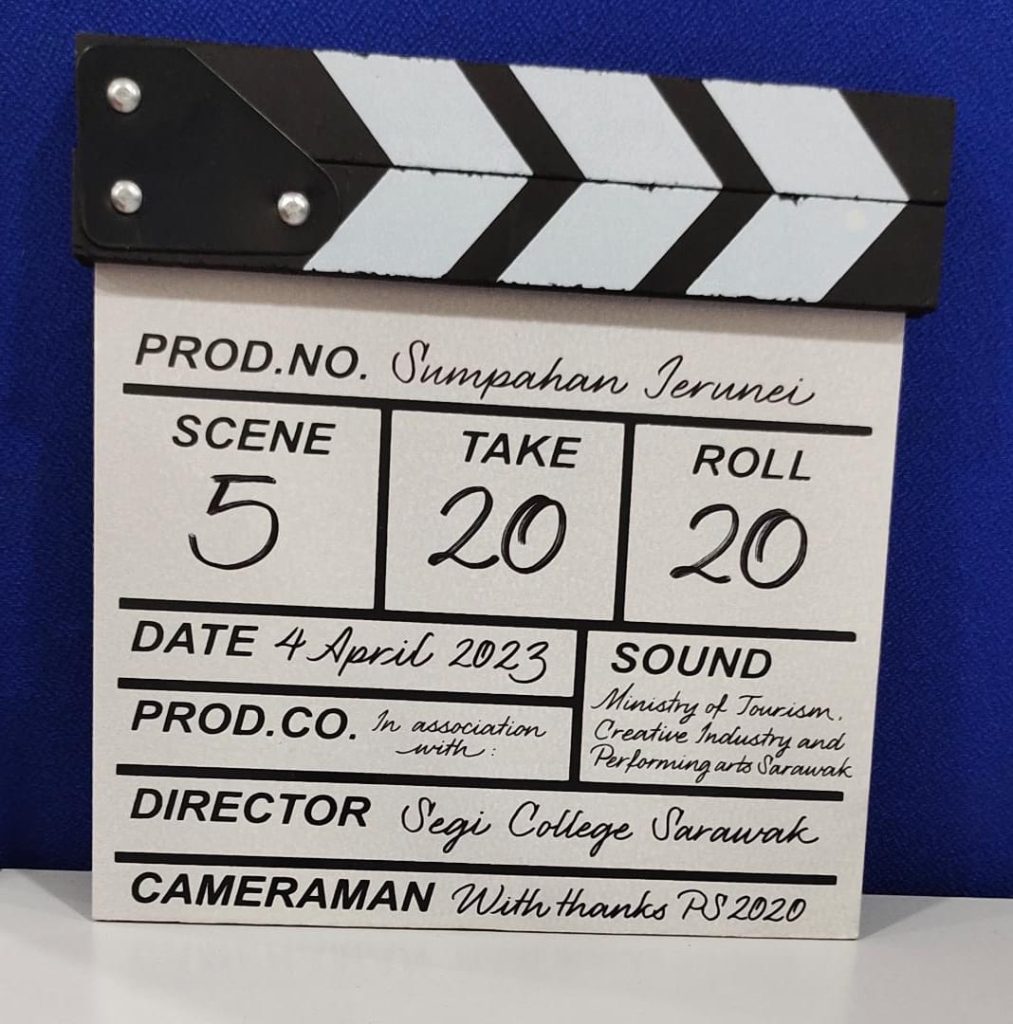 PROD.NO. Sumpahan Jerunei
SCENE TAKE ROLL
5 20 20
DATE 4 April 2023
PROD.CO. In association
with:
SOUND
Ministry of Tourism,
Creative Industry and
Performing arts Sarawak
DIRECTOR Segi College Sarawak
CAMERAMAN With thanks PS2020